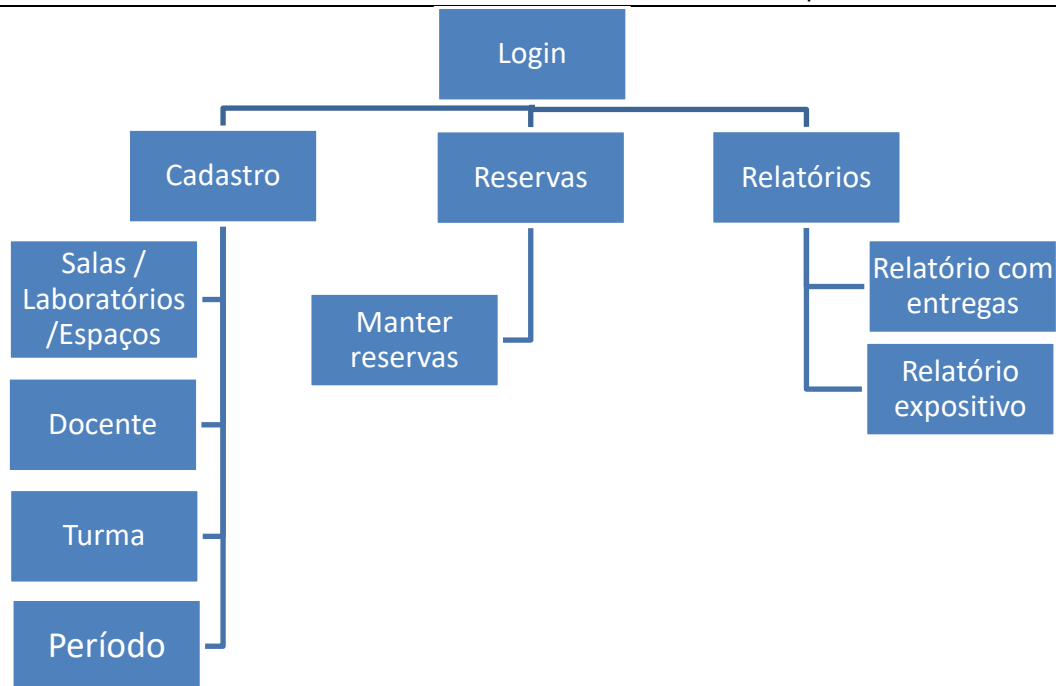 Login
Cadastro
Reservas
Relatórios
Salas /
Laboratórios
/Espaços
Docente
Turma
Período
Manter
reservas
Relatório com
entregas
Relatório
expositivo